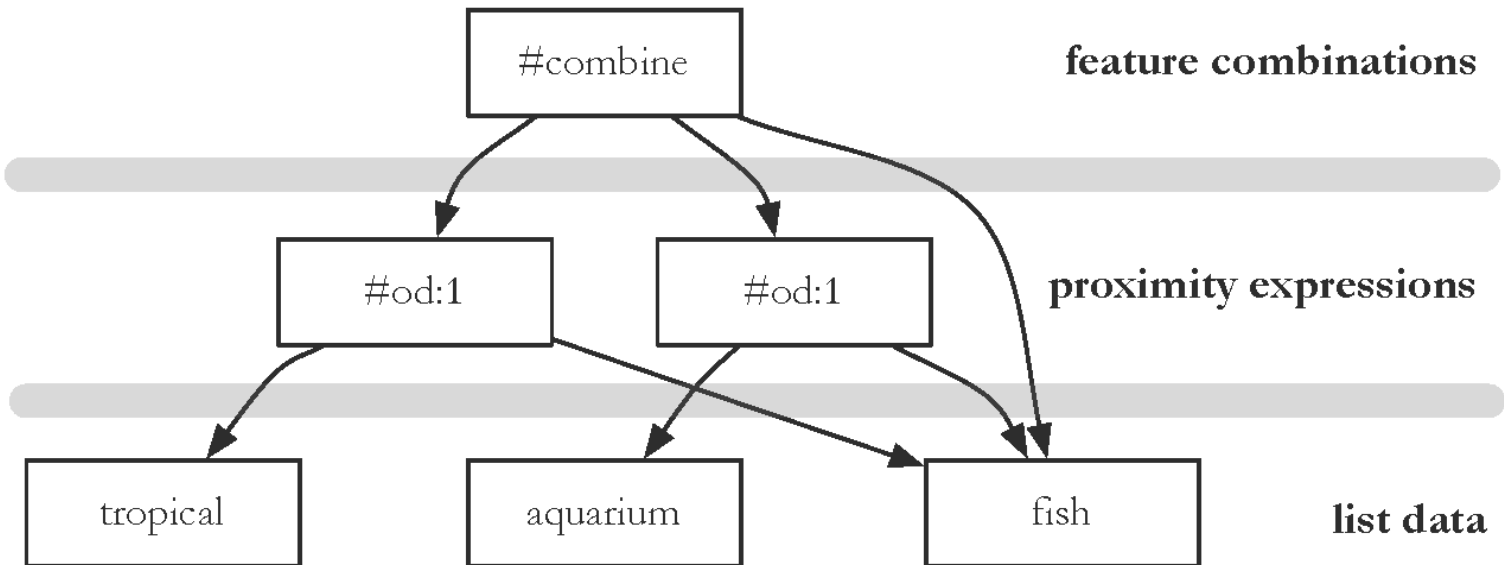 #combine
feature combinations
#od:1
#od:1
proximity expressions
tropical
aquarium
fish
list data